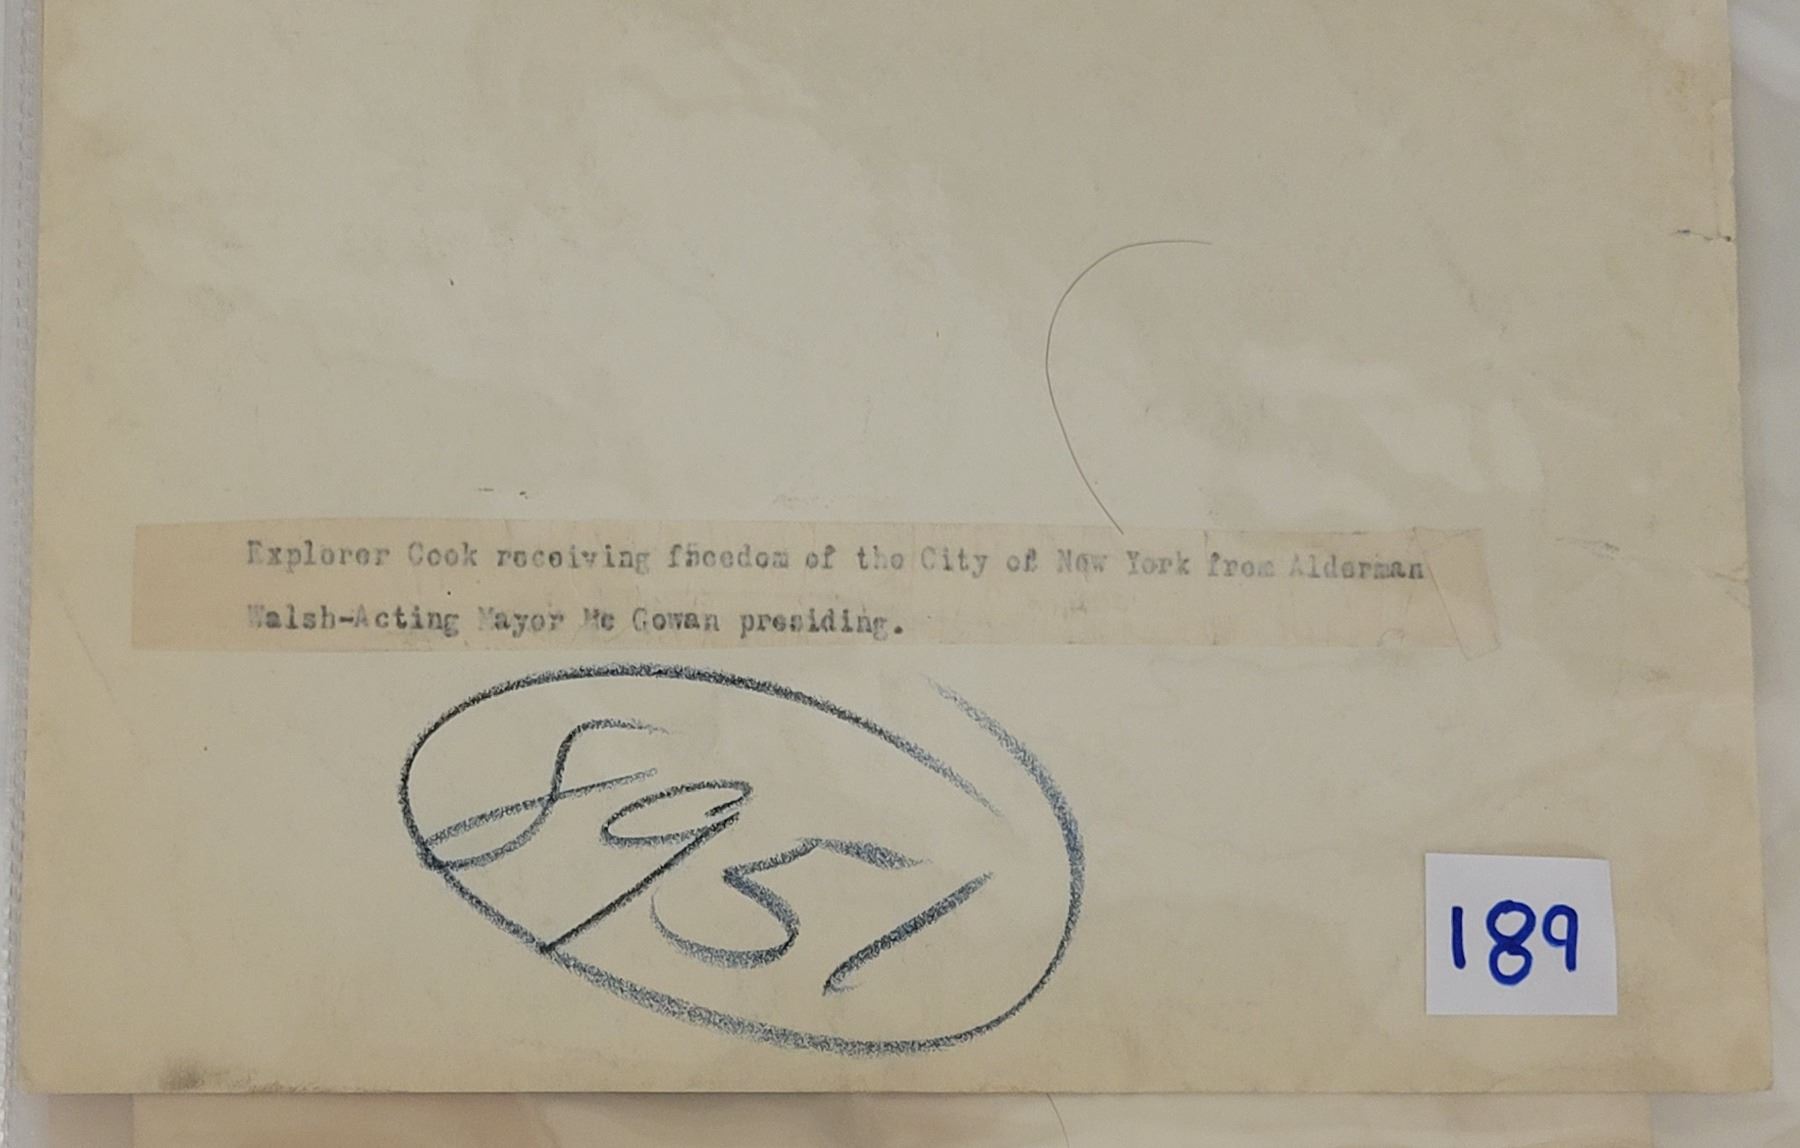 Explorer Cook receiving freedom of the City of New York from Alderman
Walsh-Acting Mayor Mc Gowan presiding.
8951
189